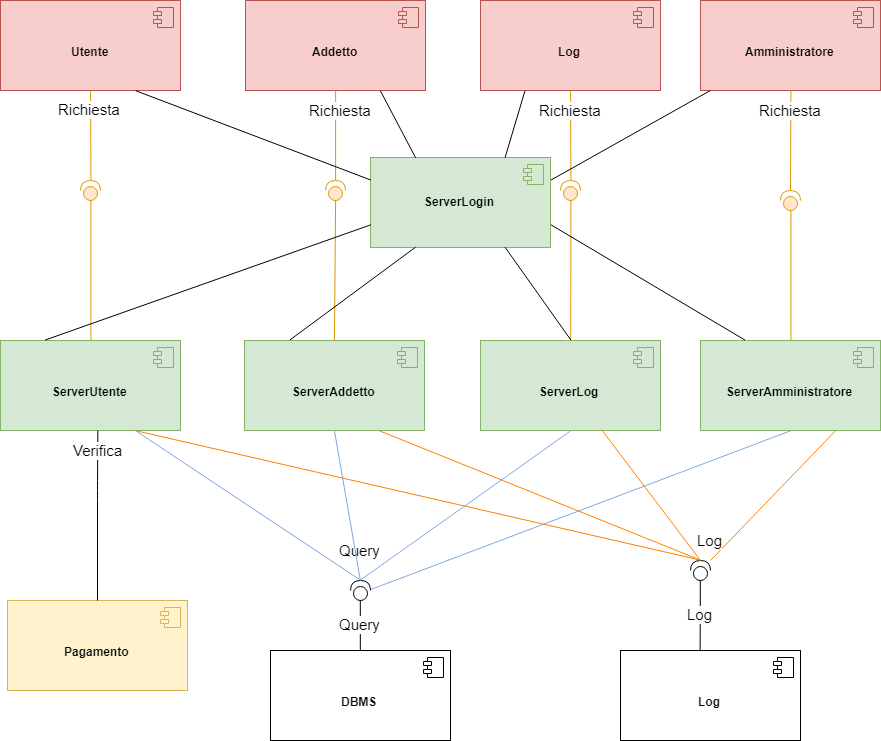 Utente
Addetto
Log
Amministratore
Richiesta
Richiesta
Richiesta
Richiesta
ServerLogin
ServerUtente
ServerAddetto
ServerLog
ServerAmministratore
Verifica
Query
Log
Query
Log
Pagamento
DBMS
Log